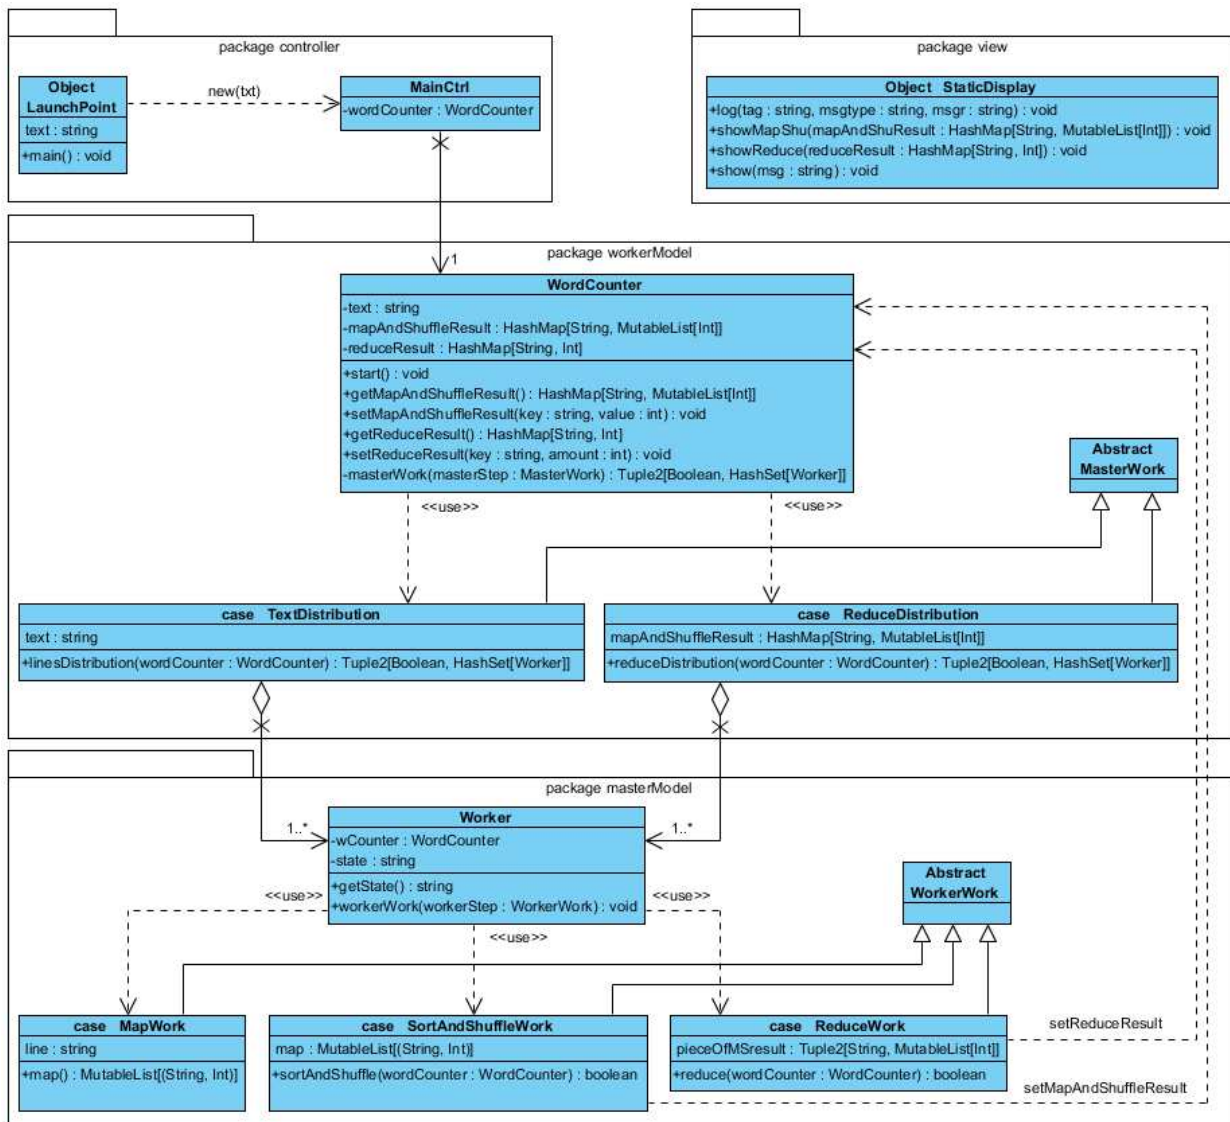 package controller
Object
LaunchPoint
text : string
+main() : void
new(txt)
MainCtrl
-wordCounter : WordCounter
package view
Object StaticDisplay
+log(tag : string, msgtype : string, msgr : string) : void
+showMapShu(mapAndShuResult : HashMap[String, MutableList[Int]]) : void
+showReduce(reduceResult : HashMap[String, Int]) : void
+show(msg : string) : void
package workerModel
1
WordCounter
-text : string
-mapAndShuffleResult : HashMap[String, MutableList[Int]]
-reduceResult : HashMap[String, Int]
+start() : void
+getMapAndShuffleResult() : HashMap[String, MutableList[Int]]
+setMapAndShuffleResult(key : string, value : int) : void
+getReduceResult() : HashMap[String, Int]
+setReduceResult(key : string, amount : int) : void
-masterWork(masterStep : MasterWork) : Tuple2[Boolean, HashSet[Worker]]
Abstract
MasterWork
<<use>>
<<use>>
case TextDistribution
text : string
+linesDistribution(wordCounter : WordCounter) : Tuple2[Boolean, HashSet[Worker]]
case ReduceDistribution
mapAndShuffleResult : HashMap[String, MutableList[Int]]
+reduceDistribution(wordCounter : WordCounter) : Tuple2[Boolean, HashSet[Worker]]
package masterModel
1..*
1..*
Worker
-wCounter : WordCounter
-state : string
+getState() : string
+workerWork(workerStep : WorkerWork) : void
Abstract
WorkerWork
<<use>>
<<use>>
<<use>>
case MapWork
line : string
+map() : MutableList[(String, Int)]
case SortAndShuffleWork
map : MutableList[(String, Int)]
+sortAndShuffle(wordCounter : WordCounter) : boolean
case ReduceWork
pieceOfMSresult : Tuple2[String, MutableList[Int]]
+reduce(wordCounter : WordCounter) : boolean
setReduceResult
setMapAndShuffleResult